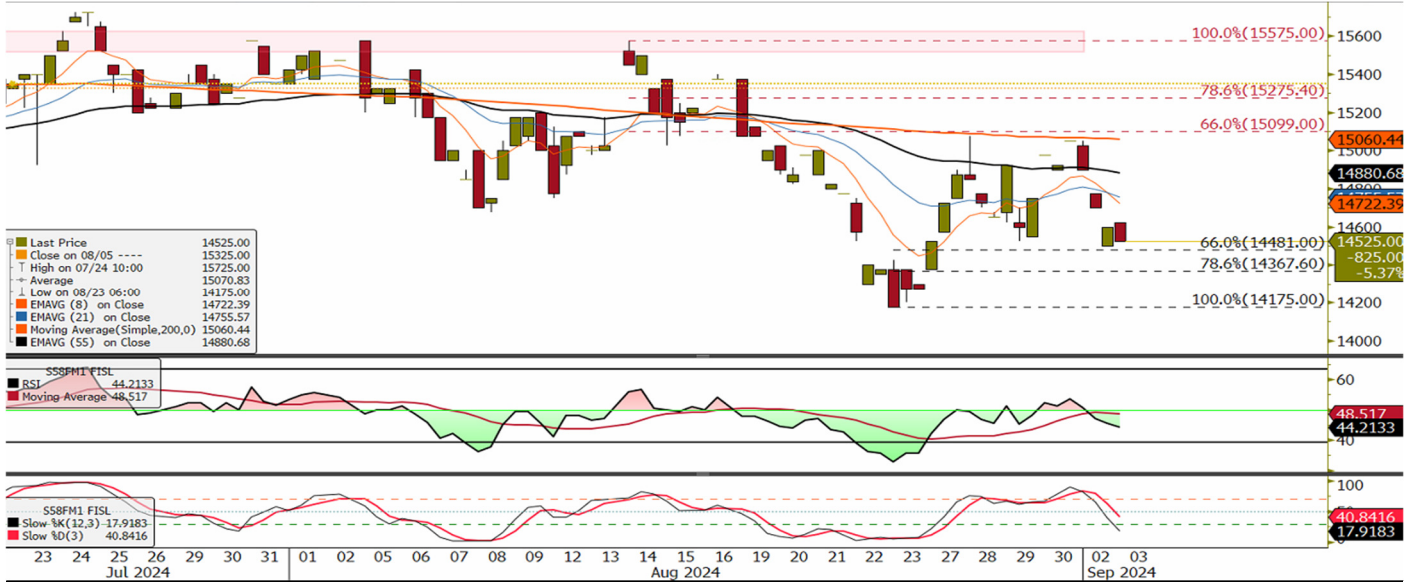 100.0%(15575.00)
78.6%(15275.40)
66.0%(15099.00)
66.0%(14481.00)
78.6%(14367.60)
100.0%(14175.00)
15600
15400
15200
15060.44
15000
14880.68
14800
14722.39
14600
14525.00
-825.00
-5.37%
14200
14000
Last Price 14525.00
Close on 08/05 ---- 15325.00
High on 07/24 10:00 15725.00
Average 15070.83
Low on 08/23 06:00 14175.00
EMAVG (8) on Close 14722.39
EMAVG (21) on Close 14755.57
Moving Average(Simple,200,0) 15060.44
EMAVG (55) on Close 14880.68
S58FM1 FISL
RSI 44.2133
Moving Average 48.517
60
48.517
44.2133
40
S58FM1 FISL
Slow %K(12,3) 17.9183
Slow %D(3) 40.8416
100
40.8416
17.9183
0
23 24 25 26 29 30 31 01 02 05 06 07 08 09 12 13 14 15 16 19 20 21 22 23 27 28 29 30 02 03
Jul 2024 Aug 2024 Sep 2024